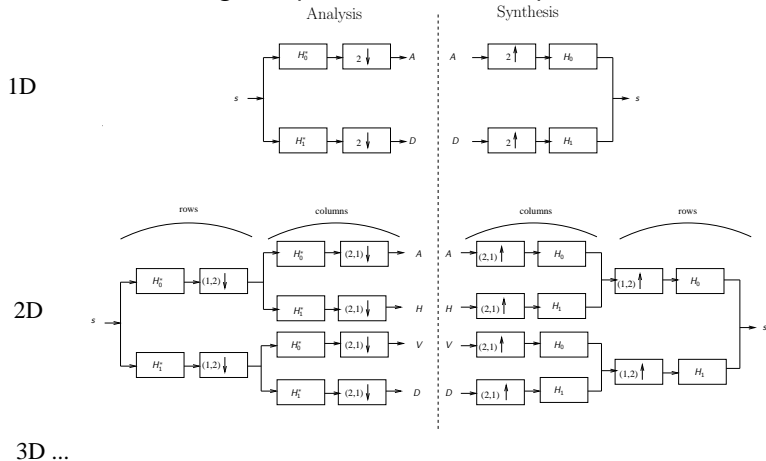 Analysis Synthesis
1D
H₀* 2 ↓ A
s
H₁* 2 ↓ D
A 2 ↑ H₀
s
D 2 ↑ H₁
2D
rows columns
s
H₀* (1,2) ↓
H₁* (1,2) ↓
H₀* (2,1) ↓ A
H₁* (2,1) ↓ H
H₀* (2,1) ↓ V
H₁* (2,1) ↓ D
columns rows
A (2,1) ↑ H₀
H (2,1) ↑ H₁
V (2,1) ↑ H₀
D (2,1) ↑ H₁
(1,2) ↑ H₀
(1,2) ↑ H₁
s
3D ...